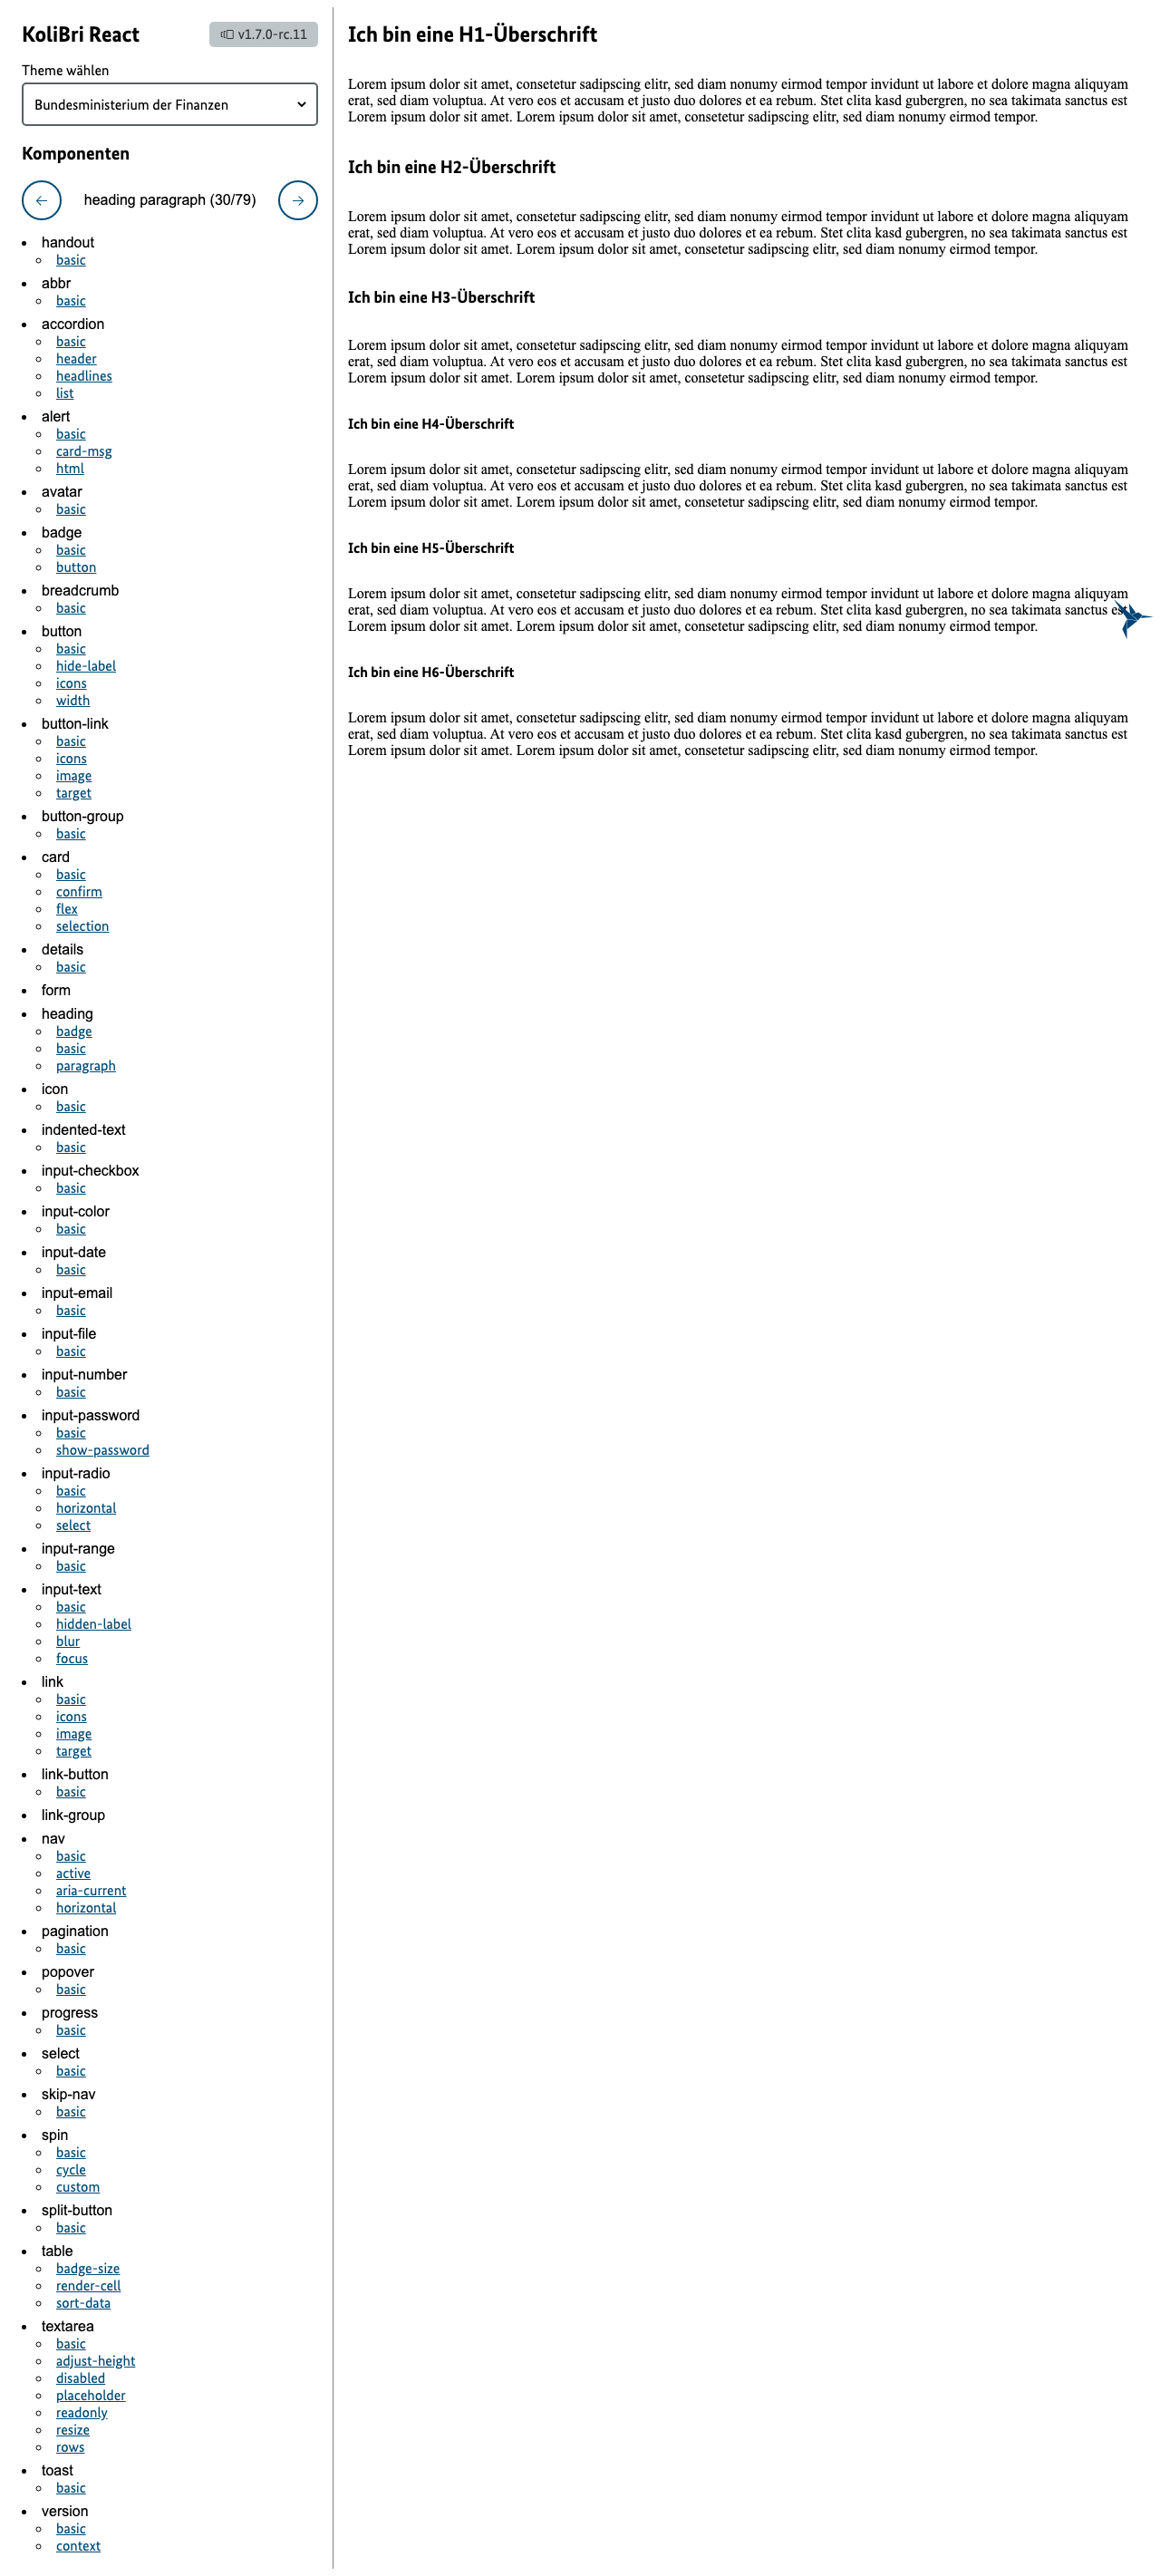 KoliBri React
v1.7.0-rc.11
Theme wählen
Bundesministerium der Finanzen
Komponenten
heading paragraph (30/79)
handout
basic
abbr
basic
accordion
basic
header
headlines
list
alert
basic
card-msg
html
avatar
basic
badge
basic
button
breadcrumb
basic
button
basic
hide-label
icons
width
button-link
basic
icons
image
target
button-group
basic
card
basic
confirm
flex
selection
details
basic
form
heading
badge
basic
paragraph
icon
basic
indented-text
basic
input-checkbox
basic
input-color
basic
input-date
basic
input-email
basic
input-file
basic
input-number
basic
input-password
basic
show-password
input-radio
basic
horizontal
select
input-range
basic
input-text
basic
hidden-label
blur
focus
link
basic
icons
image
target
link-button
basic
link-group
nav
basic
active
aria-current
horizontal
pagination
basic
popover
basic
progress
basic
select
basic
skip-nav
basic
spin
basic
cycle
custom
split-button
basic
table
badge-size
render-cell
sort-data
textarea
basic
adjust-height
disabled
placeholder
readonly
resize
rows
toast
basic
version
basic
context
Ich bin eine H1-Überschrift
Lorem ipsum dolor sit amet, consetetur sadipscing elitr, sed diam nonumy eirmod tempor invidunt ut labore et dolore magna aliquyam
erat, sed diam voluptua. At vero eos et accusam et justo duo dolores et ea rebum. Stet clita kasd gubergren, no sea takimata sanctus est
Lorem ipsum dolor sit amet. Lorem ipsum dolor sit amet, consetetur sadipscing elitr, sed diam nonumy eirmod tempor.
Ich bin eine H2-Überschrift
Lorem ipsum dolor sit amet, consetetur sadipscing elitr, sed diam nonumy eirmod tempor invidunt ut labore et dolore magna aliquyam
erat, sed diam voluptua. At vero eos et accusam et justo duo dolores et ea rebum. Stet clita kasd gubergren, no sea takimata sanctus est
Lorem ipsum dolor sit amet. Lorem ipsum dolor sit amet, consetetur sadipscing elitr, sed diam nonumy eirmod tempor.
Ich bin eine H3-Überschrift
Lorem ipsum dolor sit amet, consetetur sadipscing elitr, sed diam nonumy eirmod tempor invidunt ut labore et dolore magna aliquyam
erat, sed diam voluptua. At vero eos et accusam et justo duo dolores et ea rebum. Stet clita kasd gubergren, no sea takimata sanctus est
Lorem ipsum dolor sit amet. Lorem ipsum dolor sit amet, consetetur sadipscing elitr, sed diam nonumy eirmod tempor.
Ich bin eine H4-Überschrift
Lorem ipsum dolor sit amet, consetetur sadipscing elitr, sed diam nonumy eirmod tempor invidunt ut labore et dolore magna aliquyam
erat, sed diam voluptua. At vero eos et accusam et justo duo dolores et ea rebum. Stet clita kasd gubergren, no sea takimata sanctus est
Lorem ipsum dolor sit amet. Lorem ipsum dolor sit amet, consetetur sadipscing elitr, sed diam nonumy eirmod tempor.
Ich bin eine H5-Überschrift
Lorem ipsum dolor sit amet, consetetur sadipscing elitr, sed diam nonumy eirmod tempor invidunt ut labore et dolore magna aliquyam
erat, sed diam voluptua. At vero eos et accusam et justo duo dolores et ea rebum. Stet clita kasd gubergren, no sea takimata sanctus est
Lorem ipsum dolor sit amet. Lorem ipsum dolor sit amet, consetetur sadipscing elitr, sed diam nonumy eirmod tempor.
Ich bin eine H6-Überschrift
Lorem ipsum dolor sit amet, consetetur sadipscing elitr, sed diam nonumy eirmod tempor invidunt ut labore et dolore magna aliquyam
erat, sed diam voluptua. At vero eos et accusam et justo duo dolores et ea rebum. Stet clita kasd gubergren, no sea takimata sanctus est
Lorem ipsum dolor sit amet. Lorem ipsum dolor sit amet, consetetur sadipscing elitr, sed diam nonumy eirmod tempor.